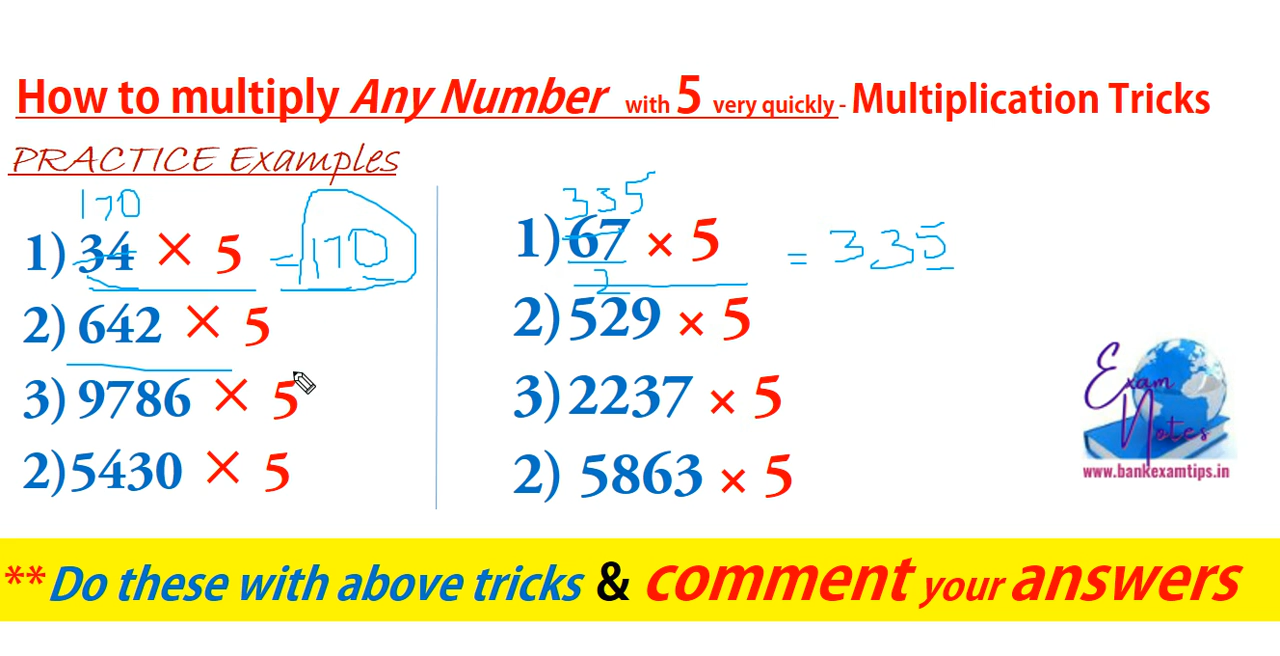 How to multiply Any Number with 5 very quickly - Multiplication Tricks
PRACTICE Examples
170
1) 34 × 5 = 170
2) 642 × 5
3) 9786 × 5
2) 5430 × 5
335
1) 67 × 5 = 335
2
2) 529 × 5
3) 2237 × 5
2) 5863 × 5
Exam
Notes
www.bankexamtips.in
** Do these with above tricks & comment your answers